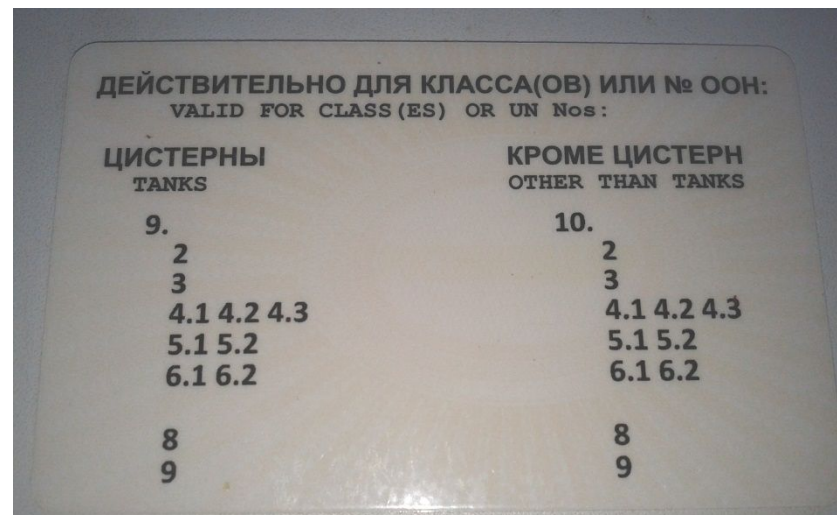 ДЕЙСТВИТЕЛЬНО ДЛЯ КЛАССА(ОВ) ИЛИ № ООН:
VALID FOR CLASS(ES) OR UN Nos:
ЦИСТЕРНЫ
TANKS
9.
2
3
4.1 4.2 4.3
5.1 5.2
6.1 6.2
8
9
КРОМЕ ЦИСТЕРН
OTHER THAN TANKS
10.
2
3
4.1 4.2 4.3
5.1 5.2
6.1 6.2
8
9